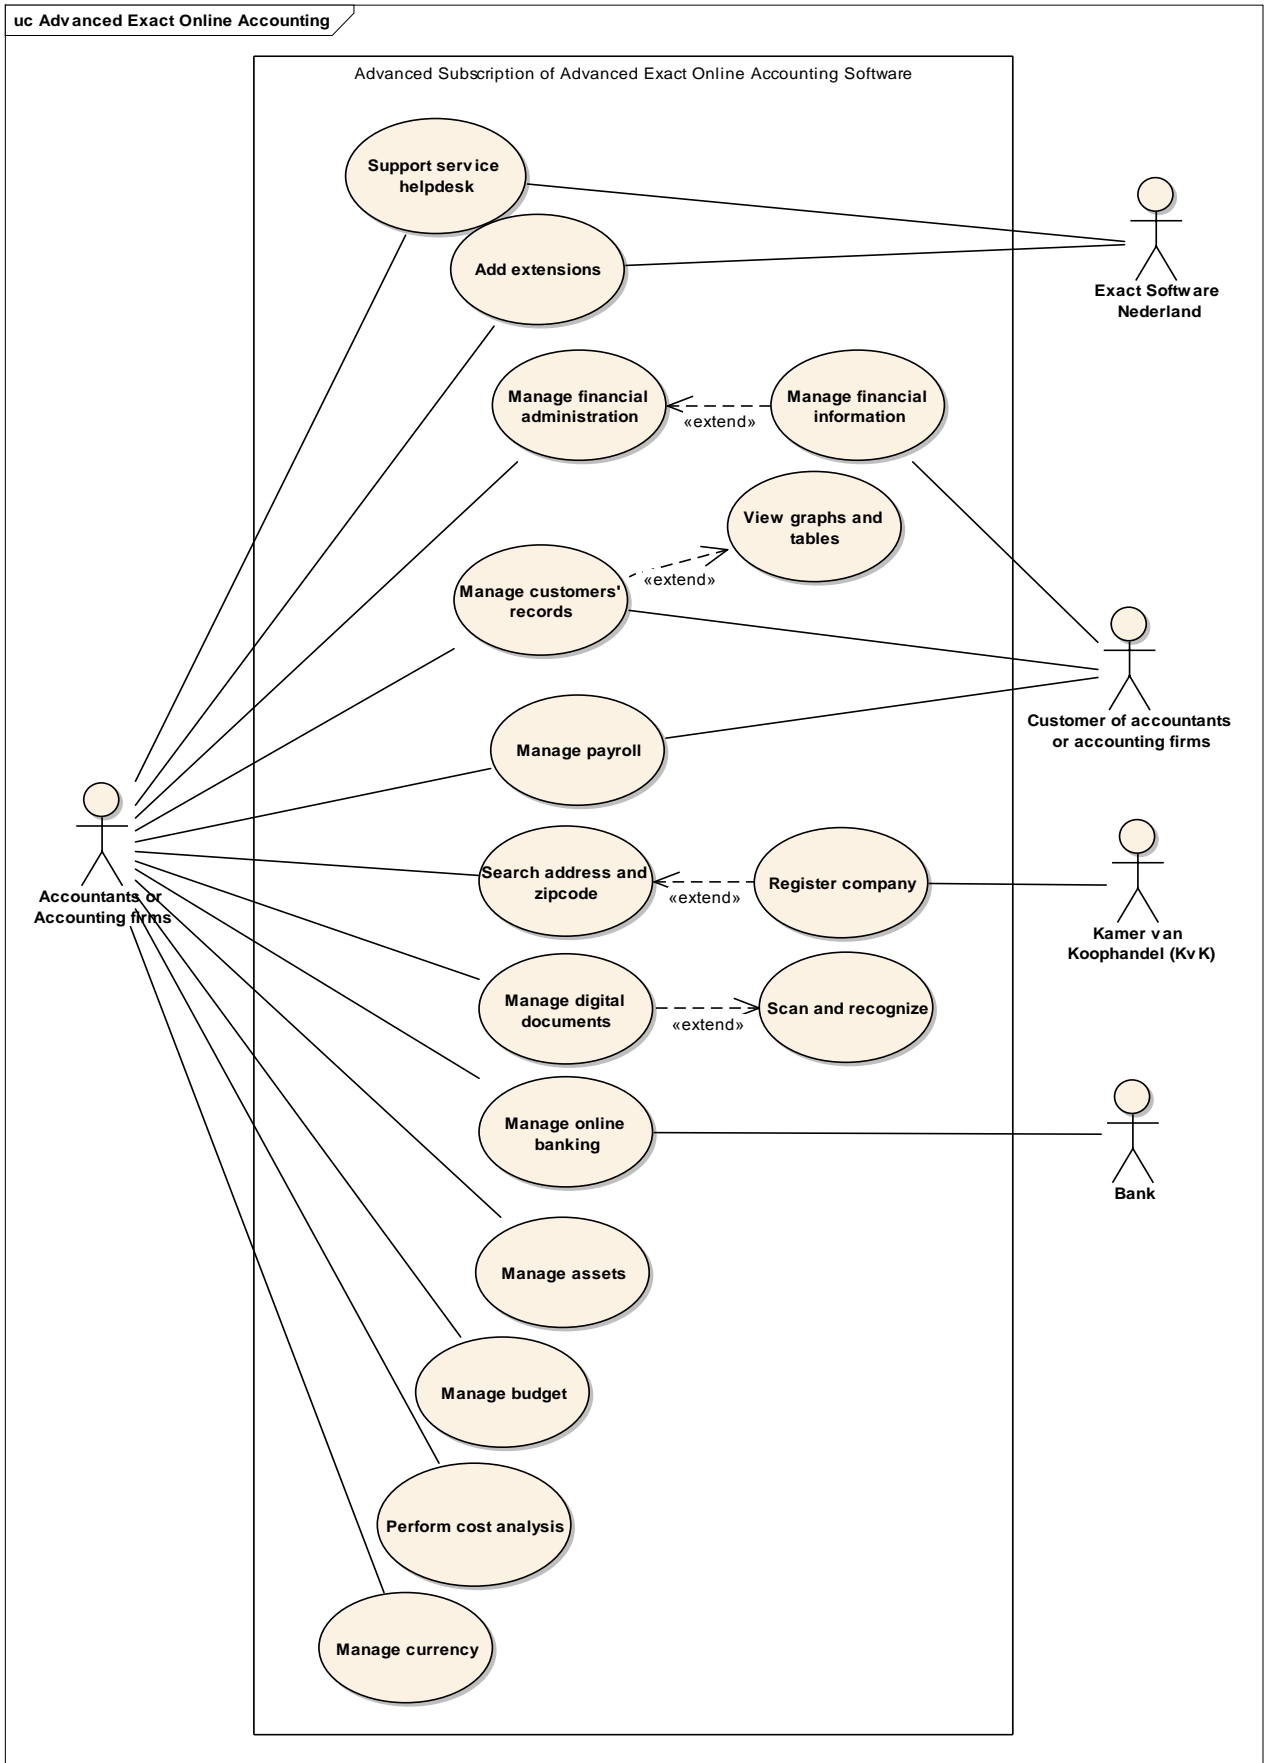 uc Advanced Exact Online Accounting
Advanced Subscription of Advanced Exact Online Accounting Software
Support service
helpdesk
Add extensions
Exact Software
Nederland
Manage financial
administration
«extend»
Manage financial
information
View graphs and
tables
«extend»
Manage customers'
records
Customer of accountants
or accounting firms
Manage payroll
Accountants or
Accounting firms
Search address and
zipcode
«extend»
Register company
Kamer van
Koophandel (KvK)
Manage digital
documents
«extend»
Scan and recognize
Manage online
banking
Bank
Manage assets
Manage budget
Perform cost analysis
Manage currency